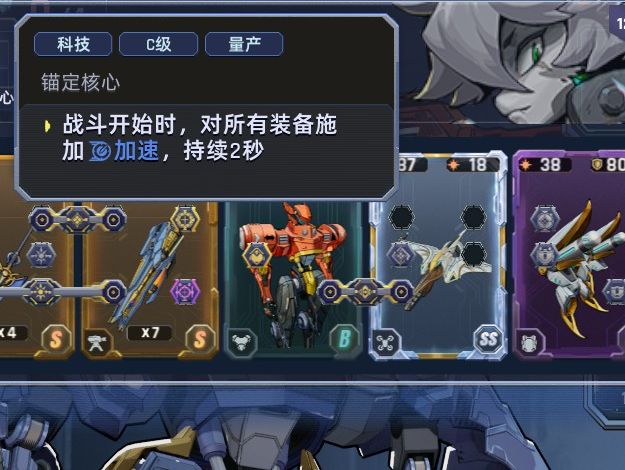 科技 C级 量产
锚定核心
心
战斗开始时，对所有装备施
加加速，持续2秒
37 18 38 80
X4 S X7 S B SS